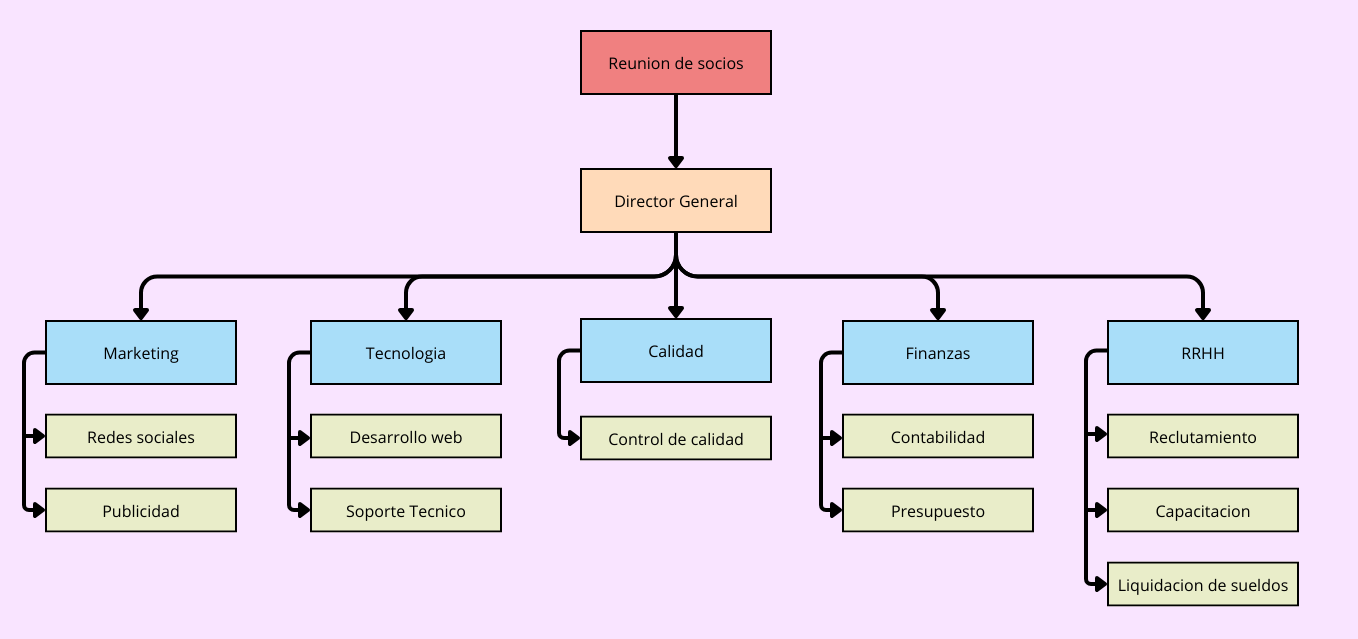 Reunion de socios
Director General
Marketing
Tecnologia
Calidad
Finanzas
RRHH
Redes sociales
Desarrollo web
Control de calidad
Contabilidad
Reclutamiento
Publicidad
Soporte Tecnico
Presupuesto
Capacitacion
Liquidacion de sueldos